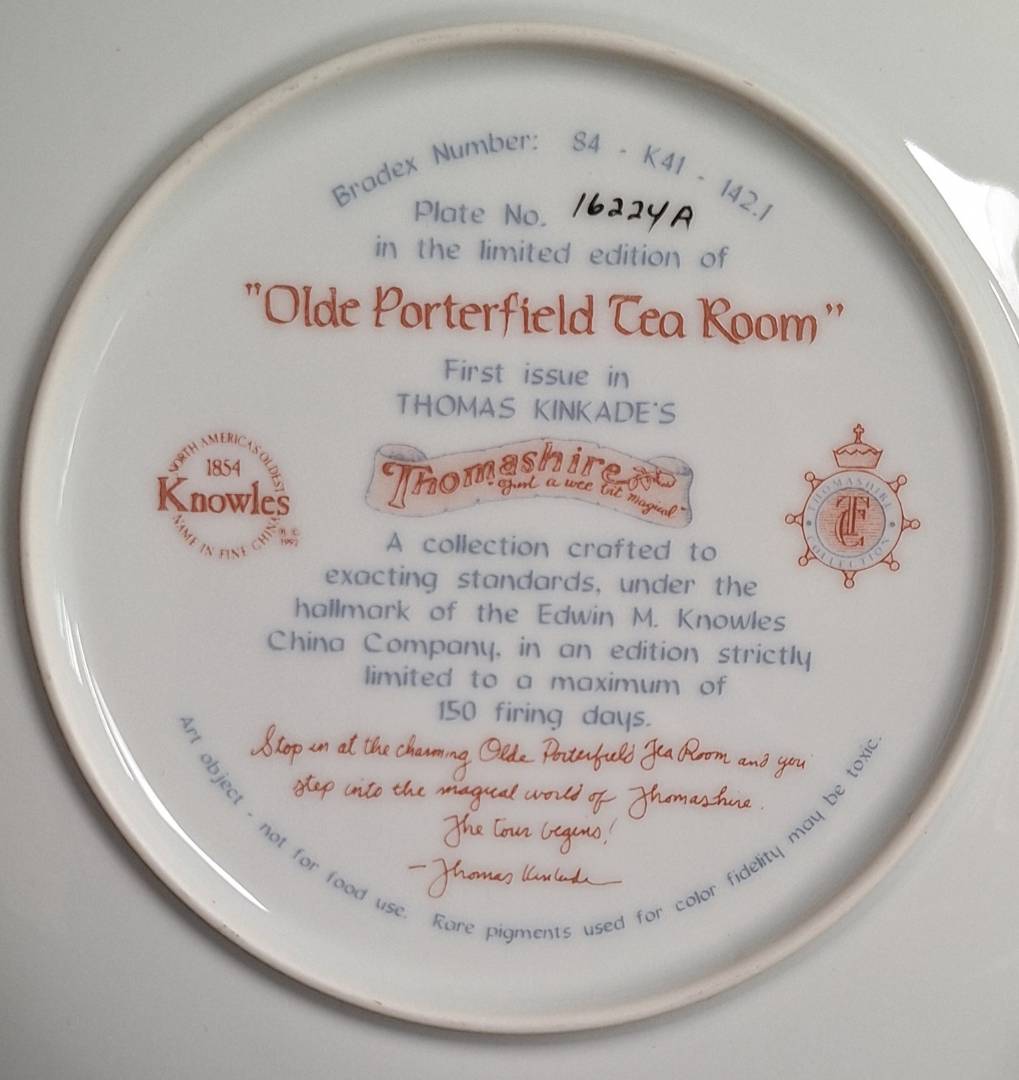 Bradex Number: 84 - K41 - 142.1
Plate No. 16224A
in the limited edition of
"Olde Porterfield Tea Room"
First issue in
THOMAS KINKADE'S
NORTH AMERICA'S OLDEST
1854
Knowles
NAME IN FINE CHINA
Thomashire
"Just a wee bit magical"
THOMASHIRE
COLLECTION
A collection crafted to
exacting standards, under the
hallmark of the Edwin M. Knowles
China Company, in an edition strictly
limited to a maximum of
150 firing days.
Stop in at the charming Olde Porterfield Tea Room and you
step into the magical world of Thomashire.
The tour begins!
- Thomas Kinkade
Art object - not for food use. Rare pigments used for color fidelity may be toxic.